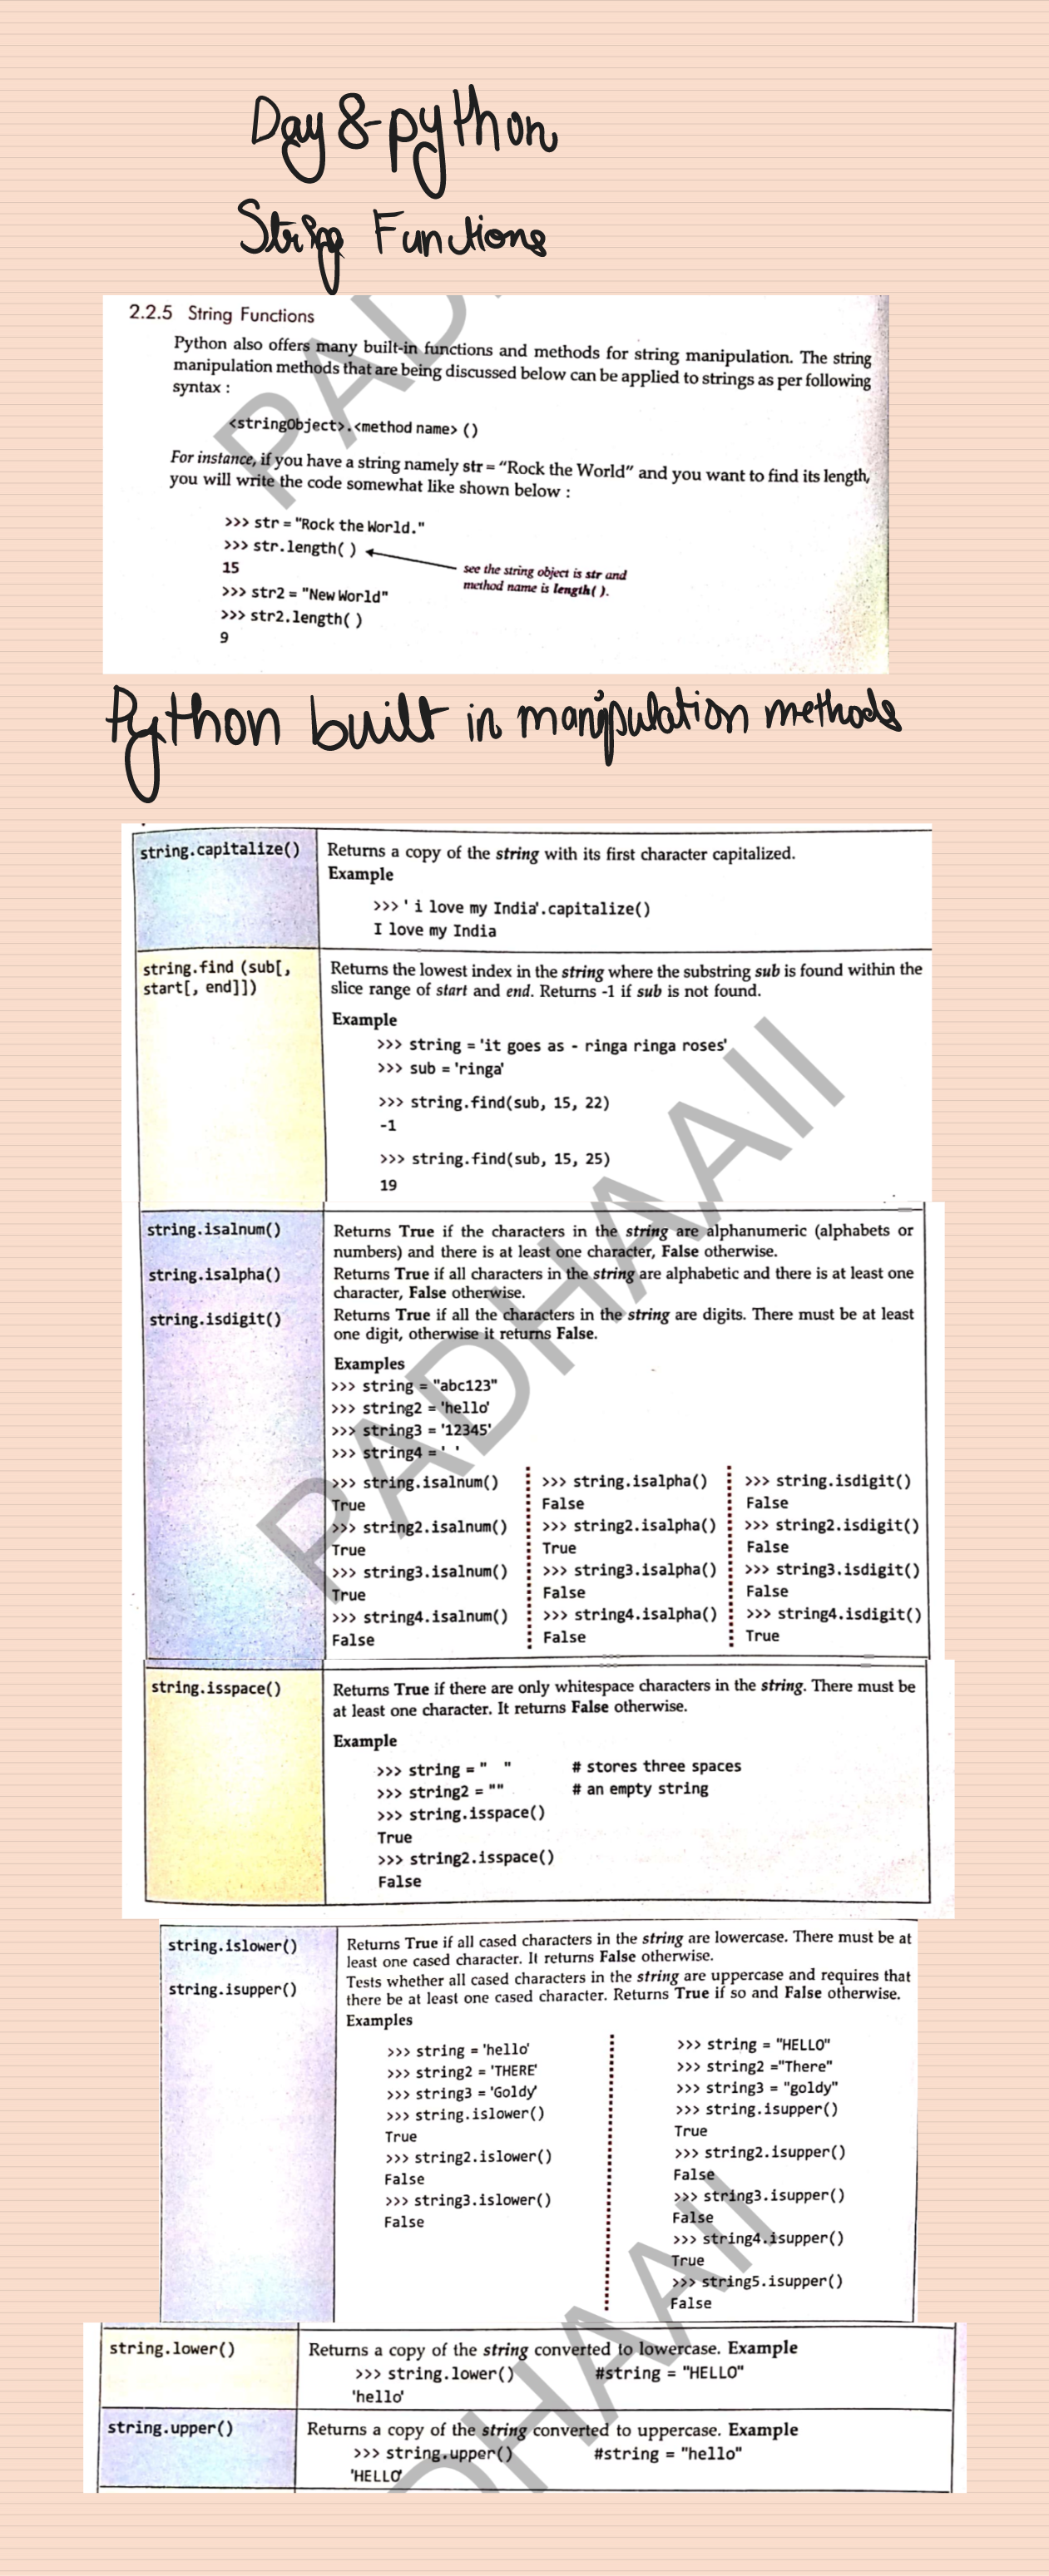 Day 8-python
String Functions
2.2.5 String Functions
Python also offers many built-in functions and methods for string manipulation. The string
manipulation methods that are being discussed below can be applied to strings as per following
syntax :
<stringObject>.<method name> ()
For instance, if you have a string namely str = "Rock the World" and you want to find its length,
you will write the code somewhat like shown below :
>>> str = "Rock the World."
>>> str.length( )
15
see the string object is str and
method name is length( ).
>>> str2 = "New World"
>>> str2.length( )
9
Python built in manipulation methods
string.capitalize()
Returns a copy of the string with its first character capitalized.
Example
>>> ' i love my India'.capitalize()
I love my India
string.find (sub[,
start[, end]])
Returns the lowest index in the string where the substring sub is found within the
slice range of start and end. Returns -1 if sub is not found.
Example
>>> string = 'it goes as - ringa ringa roses'
>>> sub = 'ringa'
>>> string.find(sub, 15, 22)
-1
>>> string.find(sub, 15, 25)
19
string.isalnum()
Returns True if the characters in the string are alphanumeric (alphabets or
numbers) and there is at least one character, False otherwise.
string.isalpha()
Returns True if all characters in the string are alphabetic and there is at least one
character, False otherwise.
string.isdigit()
Returns True if all the characters in the string are digits. There must be at least
one digit, otherwise it returns False.
Examples
>>> string = "abc123"
>>> string2 = 'hello'
>>> string3 = '12345'
>>> string4 = ' '
>>> string.isalnum()
True
>>> string2.isalnum()
True
>>> string3.isalnum()
True
>>> string4.isalnum()
False
>>> string.isalpha()
False
>>> string2.isalpha()
True
>>> string3.isalpha()
False
>>> string4.isalpha()
False
>>> string.isdigit()
False
>>> string2.isdigit()
False
>>> string3.isdigit()
False
>>> string4.isdigit()
True
string.isspace()
Returns True if there are only whitespace characters in the string. There must be
at least one character. It returns False otherwise.
Example
>>> string = "   " # stores three spaces
>>> string2 = "" # an empty string
>>> string.isspace()
True
>>> string2.isspace()
False
string.islower()
Returns True if all cased characters in the string are lowercase. There must be at
least one cased character. It returns False otherwise.
string.isupper()
Tests whether all cased characters in the string are uppercase and requires that
there be at least one cased character. Returns True if so and False otherwise.
Examples
>>> string = 'hello'
>>> string2 = 'THERE'
>>> string3 = 'Goldy'
>>> string.islower()
True
>>> string2.islower()
False
>>> string3.islower()
False
>>> string = "HELLO"
>>> string2 ="There"
>>> string3 = "goldy"
>>> string.isupper()
True
>>> string2.isupper()
False
>>> string3.isupper()
False
>>> string4.isupper()
True
>>> string5.isupper()
False
string.lower()
Returns a copy of the string converted to lowercase. Example
>>> string.lower() #string = "HELLO"
'hello'
string.upper()
Returns a copy of the string converted to uppercase. Example
>>> string.upper() #string = "hello"
'HELLO'
PADHAAII